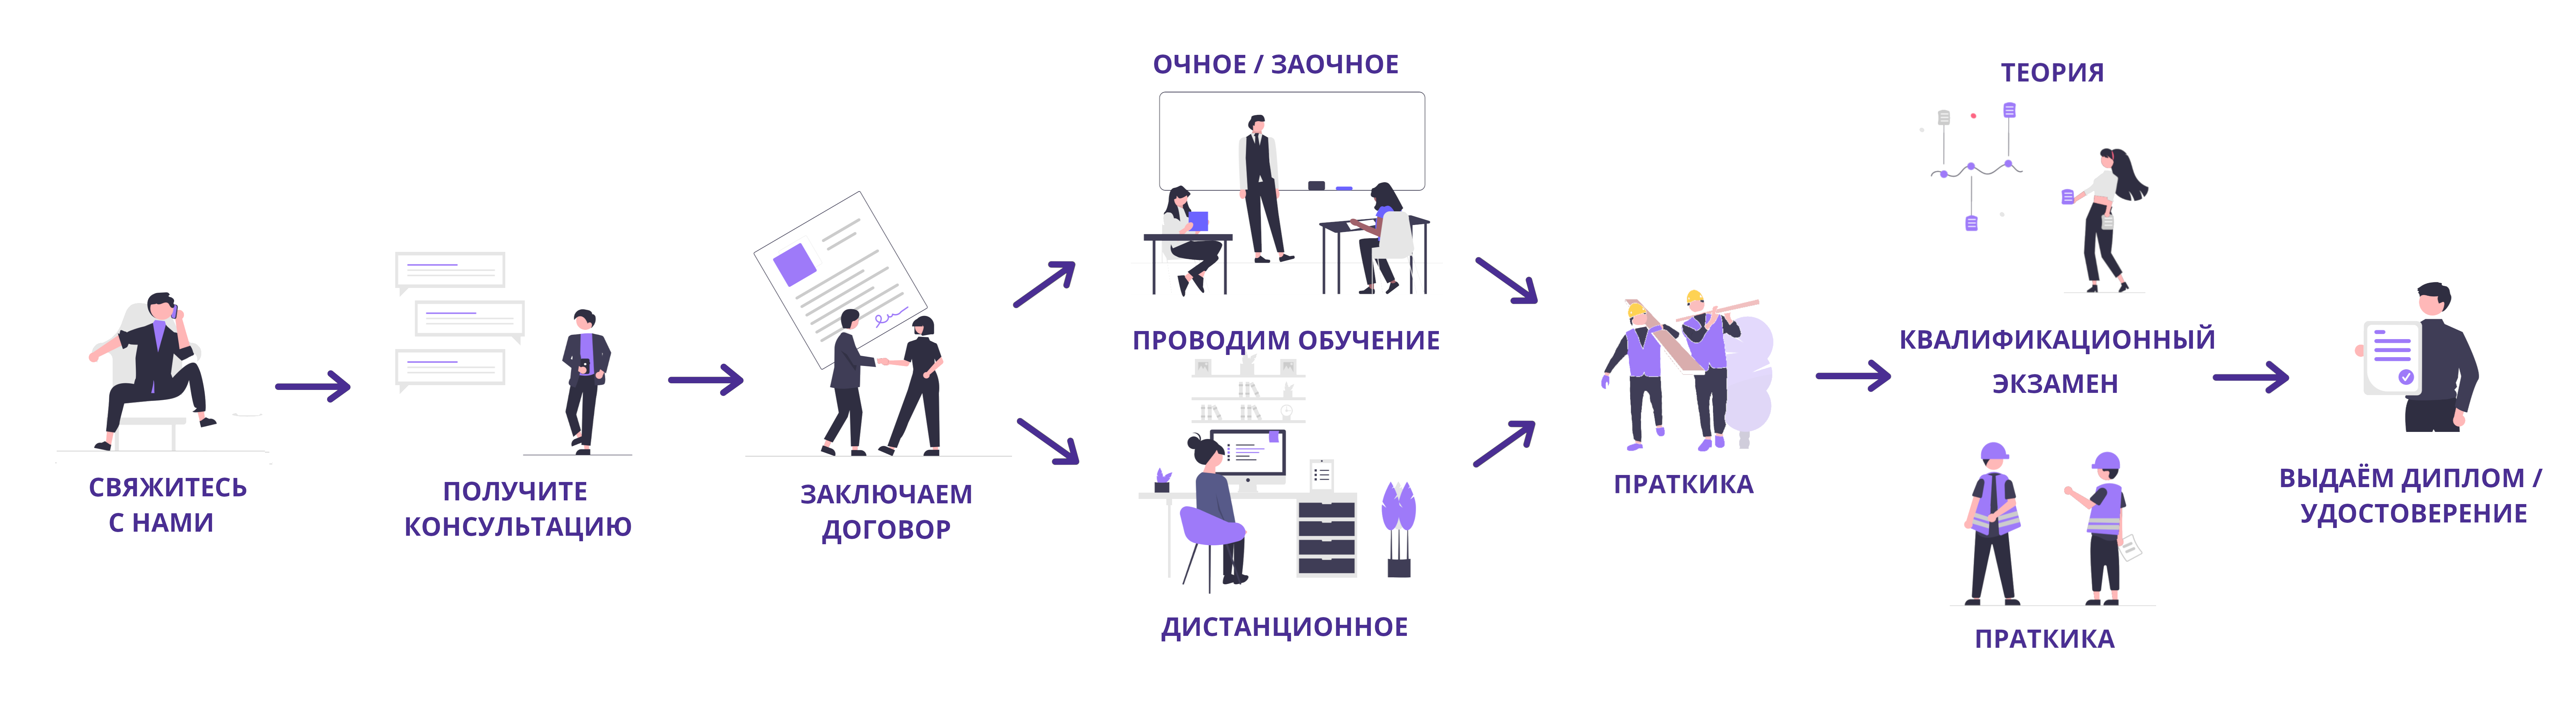 СВЯЖИТЕСЬ
С НАМИ
ПОЛУЧИТЕ
КОНСУЛЬТАЦИЮ
ЗАКЛЮЧАЕМ
ДОГОВОР
ОЧНОЕ / ЗАОЧНОЕ
ПРОВОДИМ ОБУЧЕНИЕ
ДИСТАНЦИОННОЕ
ПРАТКИКА
ТЕОРИЯ
КВАЛИФИКАЦИОННЫЙ
ЭКЗАМЕН
ПРАТКИКА
ВЫДАЁМ ДИПЛОМ /
УДОСТОВЕРЕНИЕ